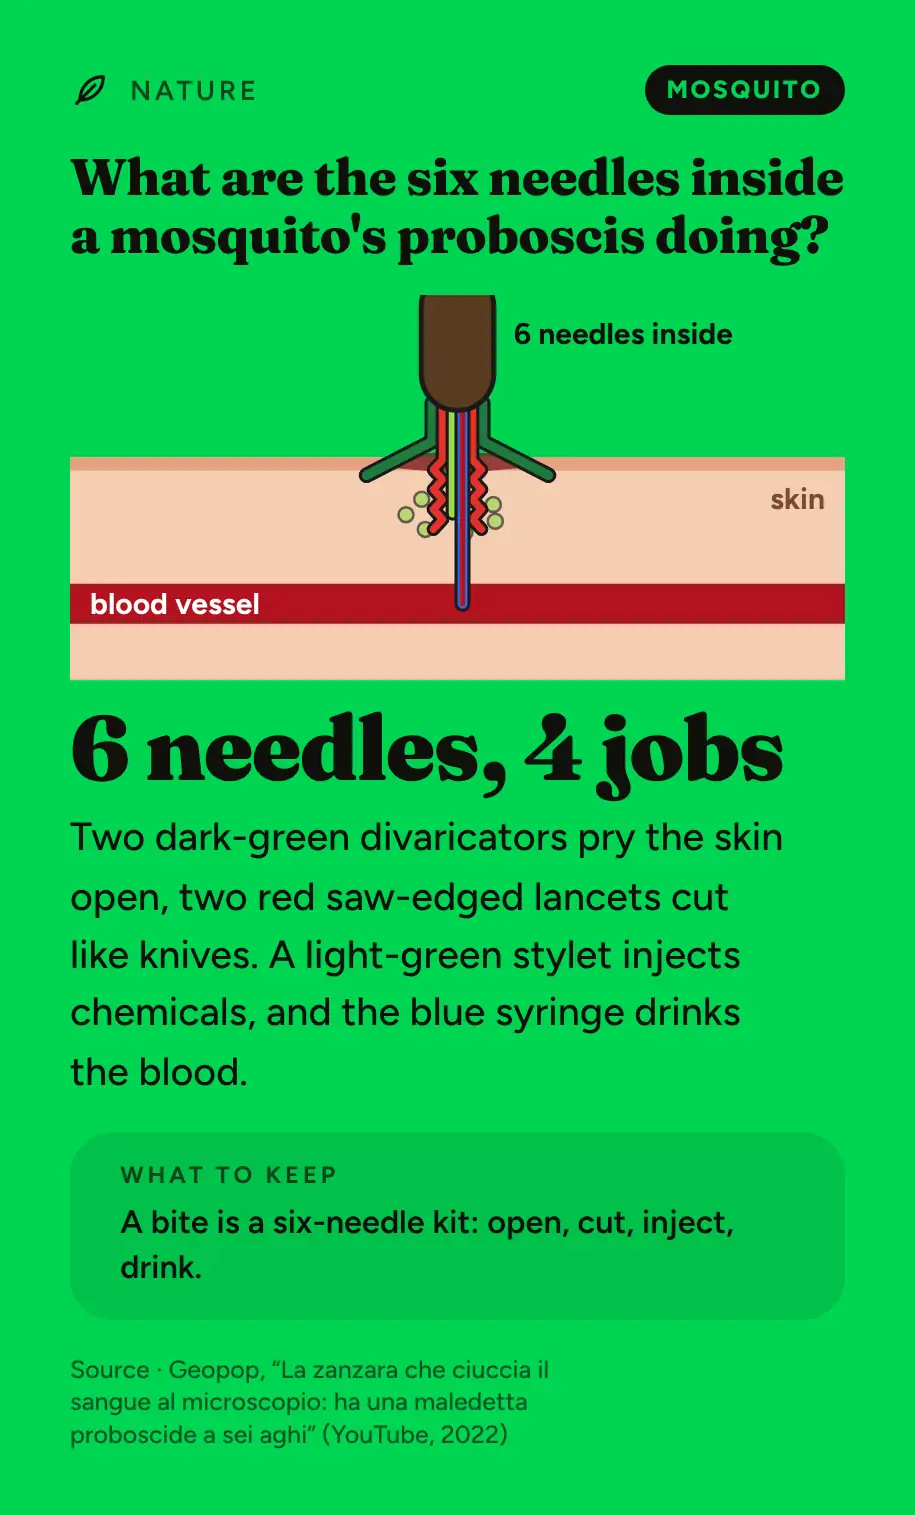 NATURE
MOSQUITO
What are the six needles inside
a mosquito's proboscis doing?
6 needles inside
skin
blood vessel
6 needles, 4 jobs
Two dark-green divaricators pry the skin
open, two red saw-edged lancets cut
like knives. A light-green stylet injects
chemicals, and the blue syringe drinks
the blood.
WHAT TO KEEP
A bite is a six-needle kit: open, cut, inject,
drink.
Source · Geopop, “La zanzara che ciuccia il
sangue al microscopio: ha una maledetta
proboscide a sei aghi” (YouTube, 2022)